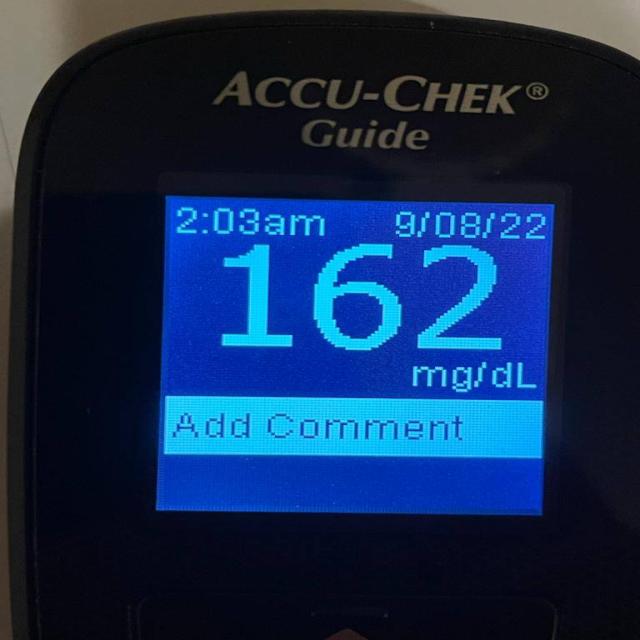 ACCU-CHEK®
Guide
2:03am 9/08/22
162
mg/dL
Add Comment